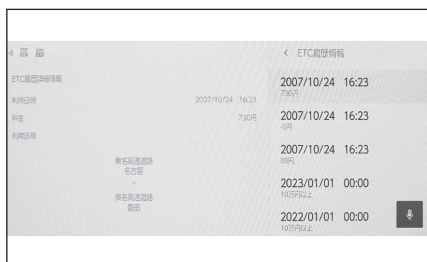 ETC履歴詳細情報
利用日時 2007/10/24 16:23
料金 730円
利用区間
東名高速道路
名古屋
~
東名高速道路
豊田
< ETC履歴情報
2007/10/24 16:23
730円
2007/10/24 16:23
-5円
2007/10/24 16:23
80円
2023/01/01 00:00
10万円以上
2022/01/01 00:00
10万円以上